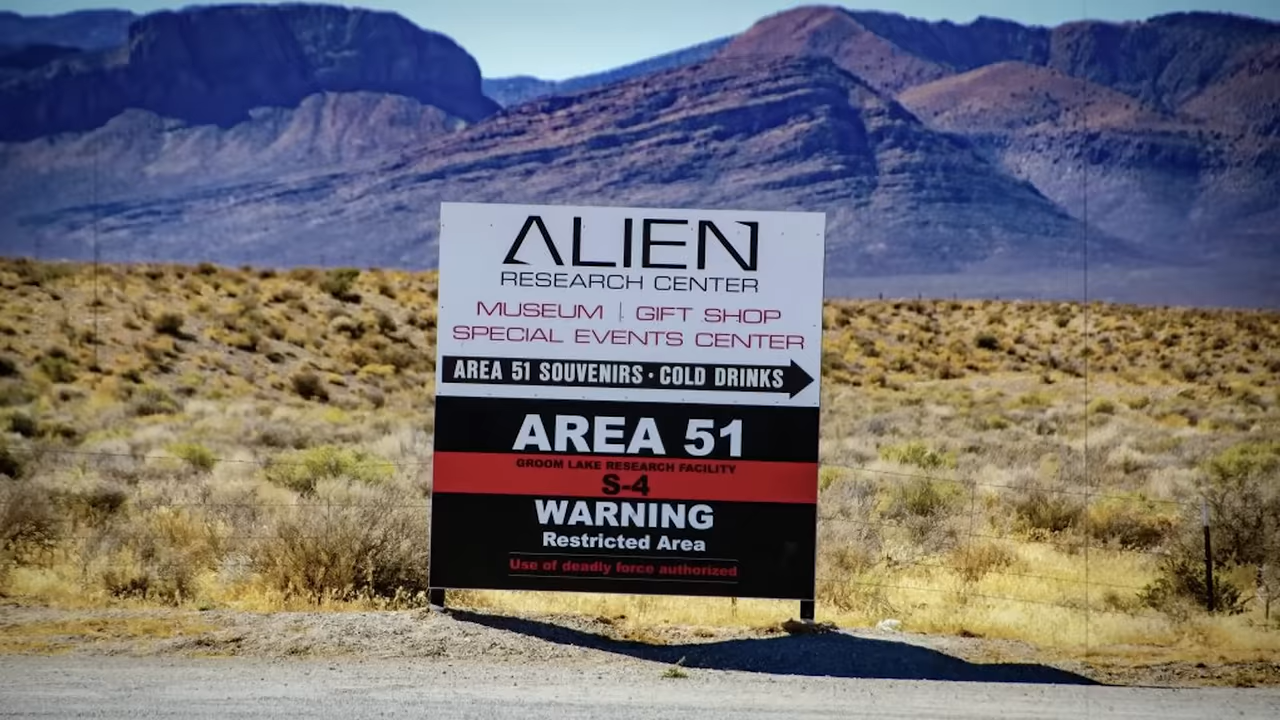 ALIEN
RESEARCH CENTER
MUSEUM | GIFT SHOP
SPECIAL EVENTS CENTER
AREA 51 SOUVENIRS · COLD DRINKS
AREA 51
GROOM LAKE RESEARCH FACILITY
S-4
WARNING
Restricted Area
Use of deadly force authorized